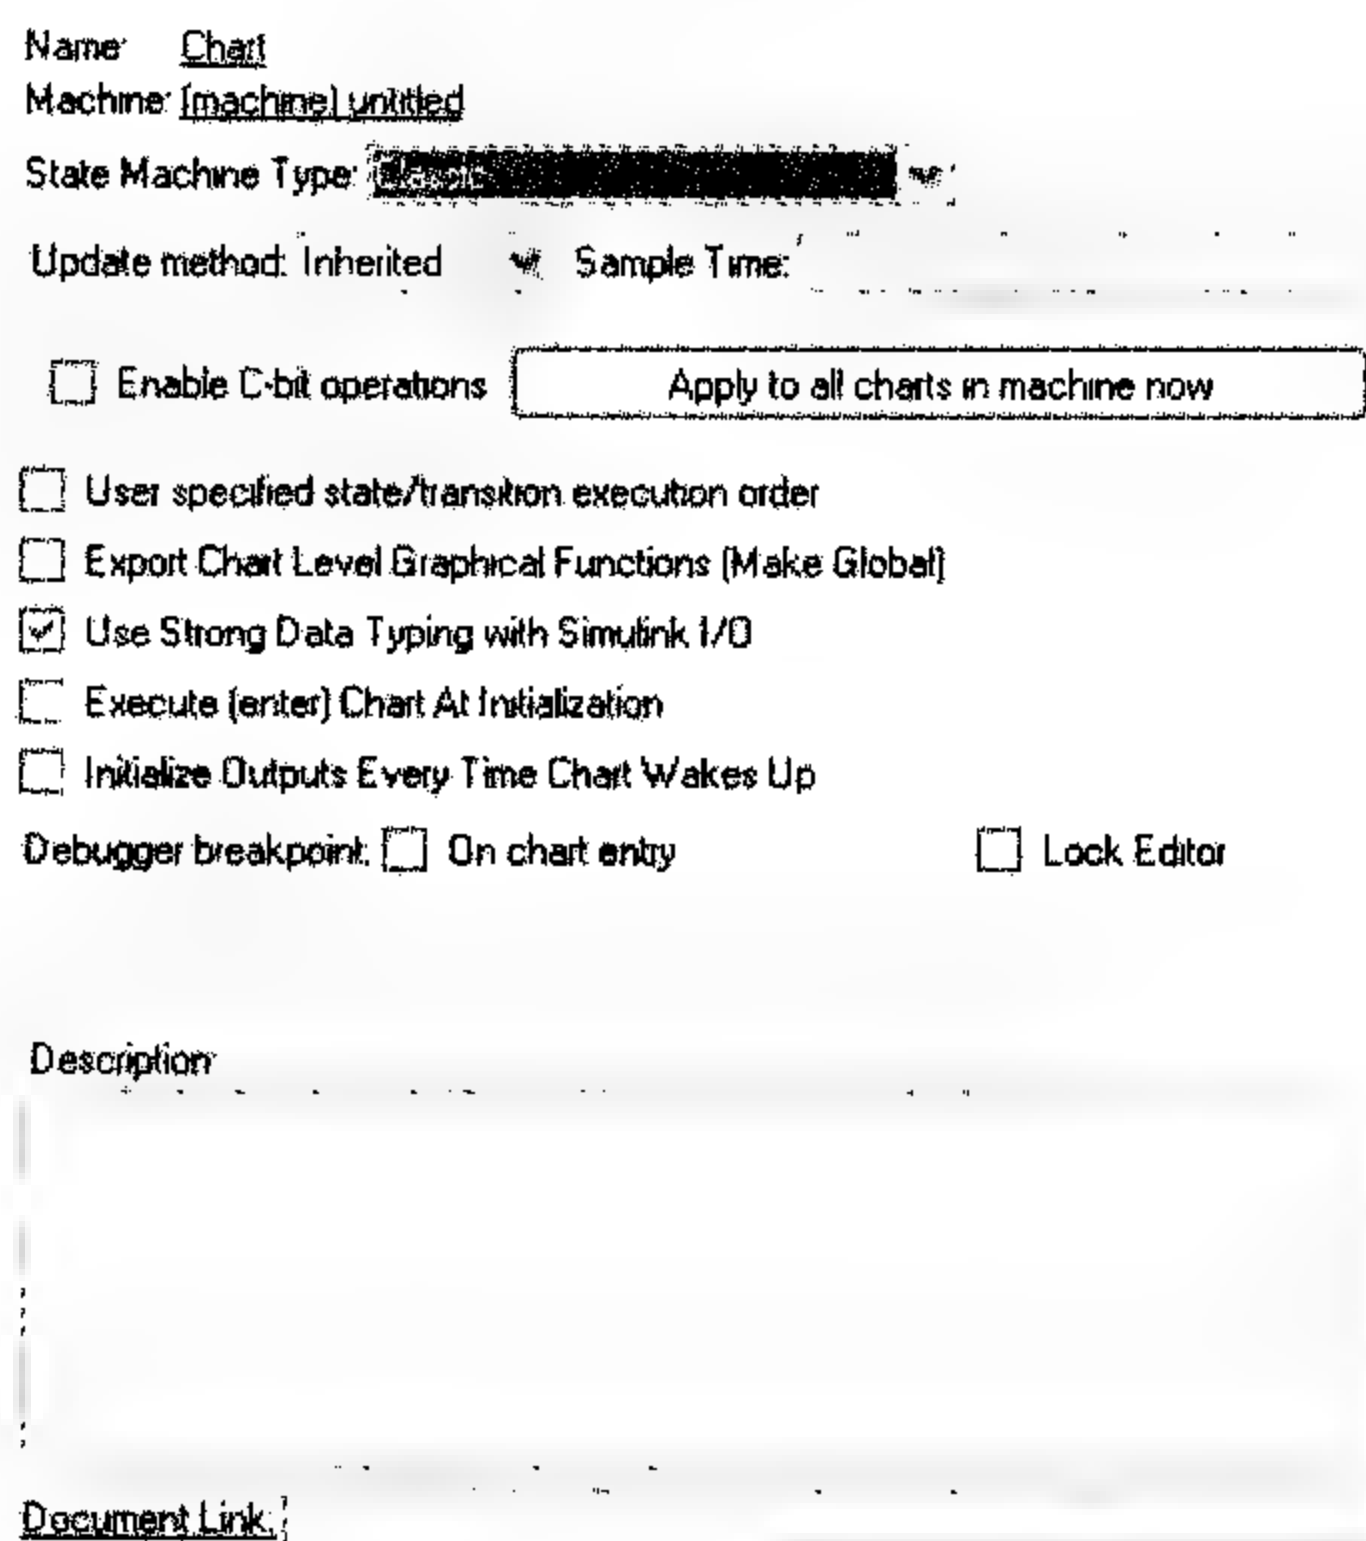 Name: Chart
Machine: (machine) untitled
State Machine Type:
Update method: Inherited Sample Time:
Enable C-bit operations Apply to all charts in machine now
User specified state/transition execution order
Export Chart Level Graphical Functions (Make Global)
Use Strong Data Typing with Simulink I/O
Execute (enter) Chart At Initialization
Initialize Outputs Every Time Chart Wakes Up
Debugger breakpoint: On chart entry Lock Editor
Description:
Document Link: